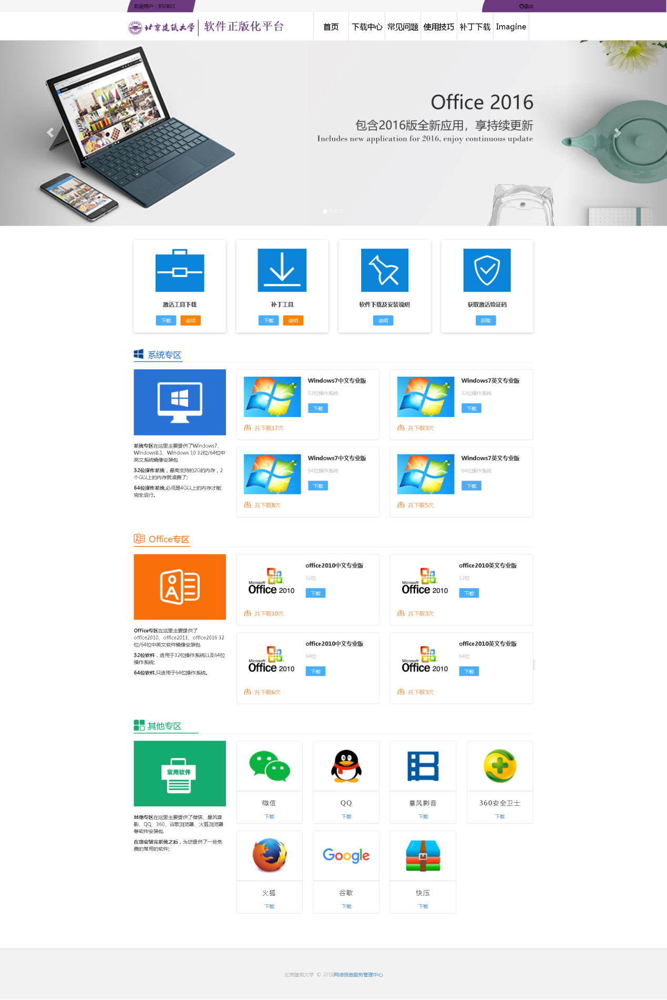 欢迎用户：850801
退出
北京建筑大学 软件正版化平台
首页 下载中心 常见问题 使用技巧 补丁下载 Imagine
Office 2016
包含2016版全新应用，享持续更新
Includes new application for 2016, enjoy continuous update
激活工具下载
下载 说明
补丁工具
下载 说明
软件下载及安装说明
说明
获取激活验证码
获取
系统专区
系统专区在这里主要提供了Windows7、
Windows8.1、Windows 10 32位/64位中
英文系统镜像安装包
32位操作系统，最高支持的2G的内存，2
个G以上的内存就浪费了;
64位操作系统,必须是4G以上的内存才能
完全运行。
Windows7中文专业版
32位操作系统
下载
共下载17次
Windows7英文专业版
32位操作系统
下载
共下载3次
Windows7中文专业版
64位操作系统
下载
共下载8次
Windows7英文专业版
64位操作系统
下载
共下载5次
Office专区
Office专区在这里主要提供了
office2010、office2013、office2016 32
位/64位中英文软件镜像安装包
32位软件，适用于32位操作系统以及64位
操作系统;
64位软件,只适用于64位操作系统。
Microsoft
Office 2010
office2010中文专业版
32位
下载
共下载10次
Microsoft
Office 2010
office2010英文专业版
32位
下载
共下载3次
Microsoft
Office 2010
office2010中文专业版
64位
下载
共下载6次
Microsoft
Office 2010
office2010英文专业版
64位
下载
共下载3次
其他专区
常用软件
其他专区在这里主要提供了微信、暴风音
影、QQ、360、谷歌浏览器、火狐浏览器
等软件安装包
在您安装完系统之后，为您提供了一些免
费的常用的软件;
微信
下载
QQ
下载
暴风影音
下载
360安全卫士
下载
火狐
下载
Google
谷歌
下载
快压
下载
北京建筑大学 © 2018网络信息服务管理中心